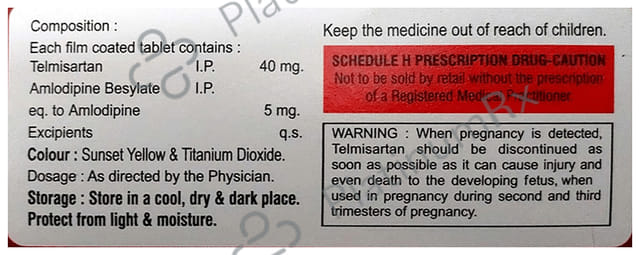 Composition :
Each film coated tablet contains :
Telmisartan I.P. 40 mg.
Amlodipine Besylate I.P.
eq. to Amlodipine 5 mg.
Excipients q.s.
Colour : Sunset Yellow & Titanium Dioxide.
Dosage : As directed by the Physician.
Storage : Store in a cool, dry & dark place.
Protect from light & moisture.
Keep the medicine out of reach of children.
SCHEDULE H PRESCRIPTION DRUG-CAUTION
Not to be sold by retail without the prescription
of a Registered Medical Practitioner
WARNING : When pregnancy is detected,
Telmisartan should be discontinued as
soon as possible as it can cause injury and
even death to the developing fetus, when
used in pregnancy during second and third
trimesters of pregnancy.
PlatinumRx